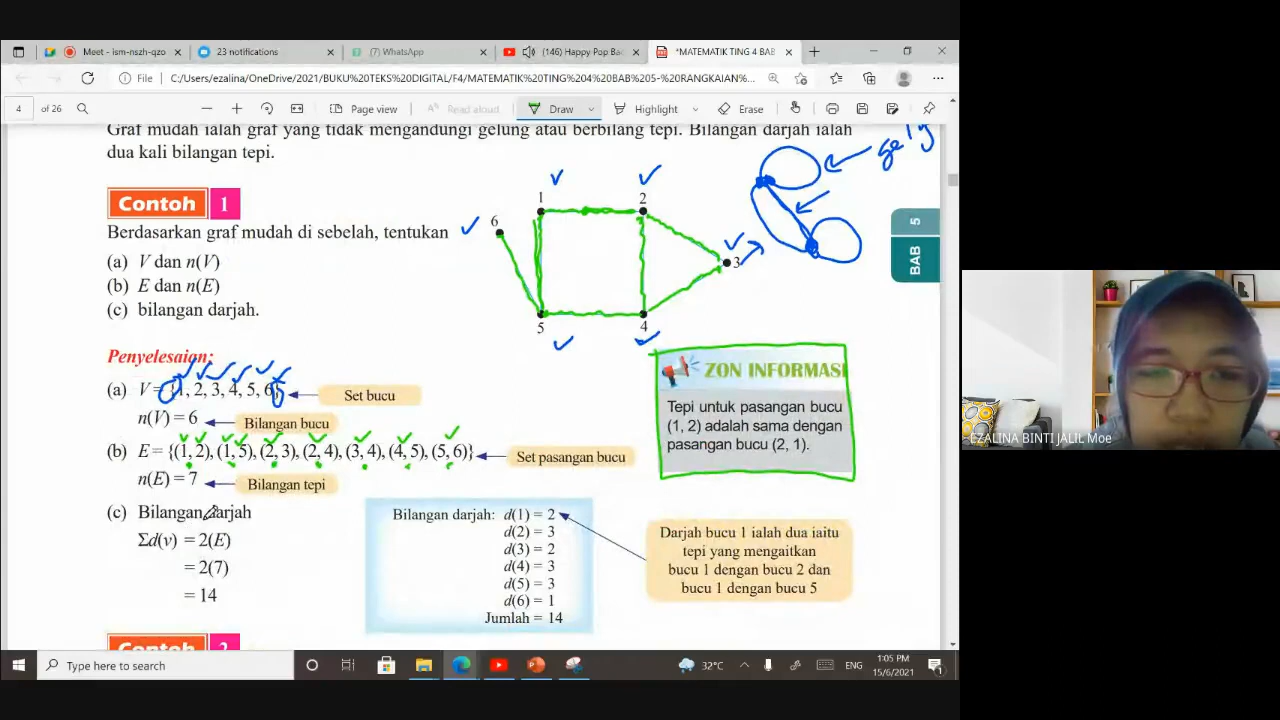 Meet - ism-nszh-qzo
23 notifications
(7) WhatsApp
(146) Happy Pop Ba
*MATEMATIK TING 4 BAB
File
C:/Users/ezalina/OneDrive/2021/BUKU%20TEKS%20DIGITAL/F4/MATEMATIK%20TING%204%20BAB%205-%20RANGKAIAN%...
4 of 26
Page view
Read aloud
Draw
Highlight
Erase
Graf mudah ialah graf yang tidak mengandungi gelung atau berbilang tepi. Bilangan darjah ialah
dua kali bilangan tepi.
Contoh 1
Berdasarkan graf mudah di sebelah, tentukan
(a) V dan n(V)
(b) E dan n(E)
(c) bilangan darjah.
1
2
6
3
5
4
BAB 5
Penyelesaian:
(a) V = {1, 2, 3, 4, 5, 6}
Set bucu
n(V) = 6
Bilangan bucu
(b) E = {(1, 2), (1, 5), (2, 3), (2, 4), (3, 4), (4, 5), (5, 6)}
Set pasangan bucu
n(E) = 7
Bilangan tepi
ZON INFORMASI
Tepi untuk pasangan bucu
(1, 2) adalah sama dengan
pasangan bucu (2, 1).
(c) Bilangan darjah
Σd(v) = 2(E)
= 2(7)
= 14
Bilangan darjah: d(1) = 2
d(2) = 3
d(3) = 2
d(4) = 3
d(5) = 3
d(6) = 1
Jumlah = 14
Darjah bucu 1 ialah dua iaitu
tepi yang mengaitkan
bucu 1 dengan bucu 2 dan
bucu 1 dengan bucu 5
Contoh 2
EZALINA BINTI JALIL Moe
Type here to search
32°C
ENG
1:05 PM
15/6/2021
1